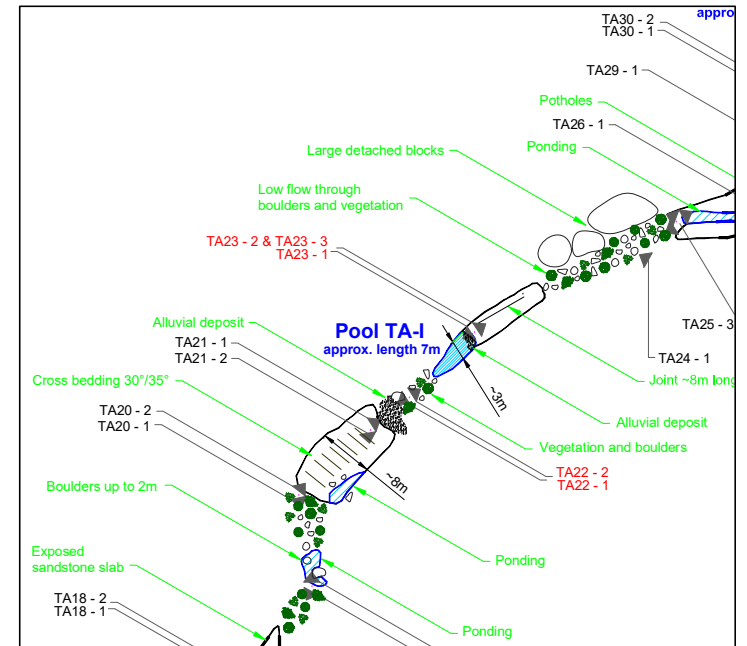 appro
TA30 - 2
TA30 - 1
TA29 - 1
Potholes
TA26 - 1
Ponding
Large detached blocks
Low flow through
boulders and vegetation
TA23 - 2 & TA23 - 3
TA23 - 1
Alluvial deposit
Pool TA-I
approx. length 7m
TA21 - 1
TA21 - 2
TA25 - 3
TA24 - 1
Cross bedding 30°/35°
Joint ~8m long
~3m
TA20 - 2
TA20 - 1
Alluvial deposit
Vegetation and boulders
TA22 - 2
TA22 - 1
~8m
Boulders up to 2m
Exposed
sandstone slab
Ponding
TA18 - 2
TA18 - 1
Ponding